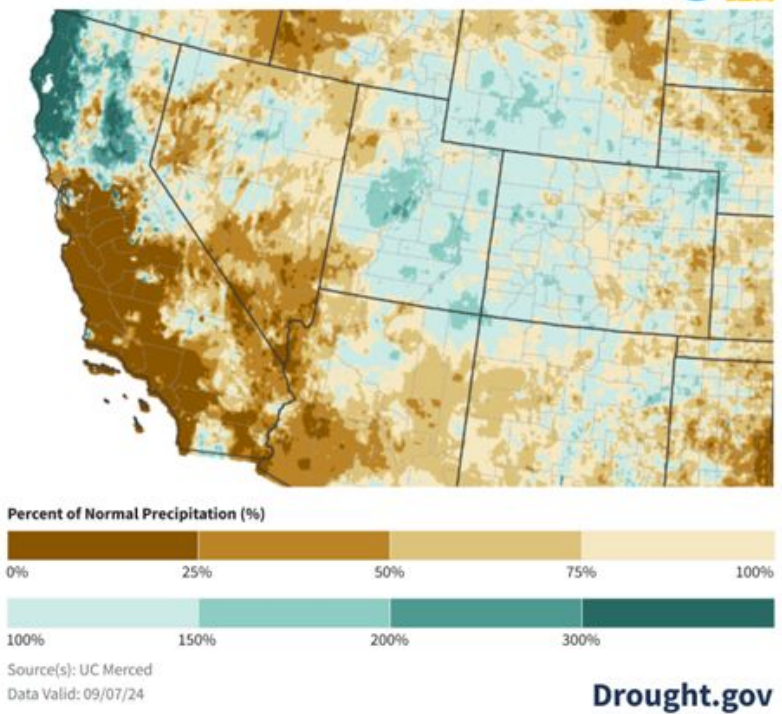 Percent of Normal Precipitation (%)
0% 25% 50% 75% 100%
100% 150% 200% 300%
Source(s): UC Merced
Data Valid: 09/07/24
Drought.gov